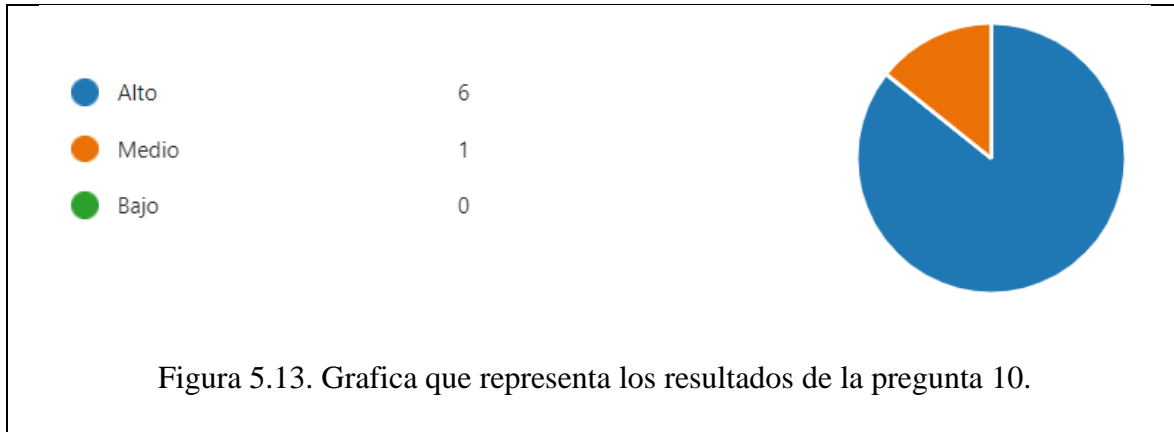 Alto 6
Medio 1
Bajo 0
Figura 5.13. Grafica que representa los resultados de la pregunta 10.